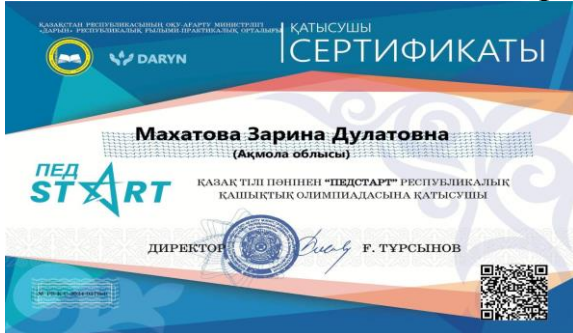 ҚАЗАҚСТАН РЕСПУБЛИКАСЫНЫҢ ОҚУ-АҒАРТУ МИНИСТРЛІГІ
«ДАРЫН» РЕСПУБЛИКАЛЫҚ ҒЫЛЫМИ-ПРАКТИКАЛЫҚ ОРТАЛЫҒЫ
DARYN
ҚАТЫСУШЫ
СЕРТИФИКАТЫ
Махатова Зарина Дулатовна
(Ақмола облысы)
ПЕД
START
ҚАЗАҚ ТІЛІ ПӘНІНЕН “ПЕДСТАРТ” РЕСПУБЛИКАЛЫҚ
ҚАШЫҚТЫҚ ОЛИМПИАДАСЫНА ҚАТЫСУШЫ
ДИРЕКТОР Ғ. ТҰРСЫНОВ